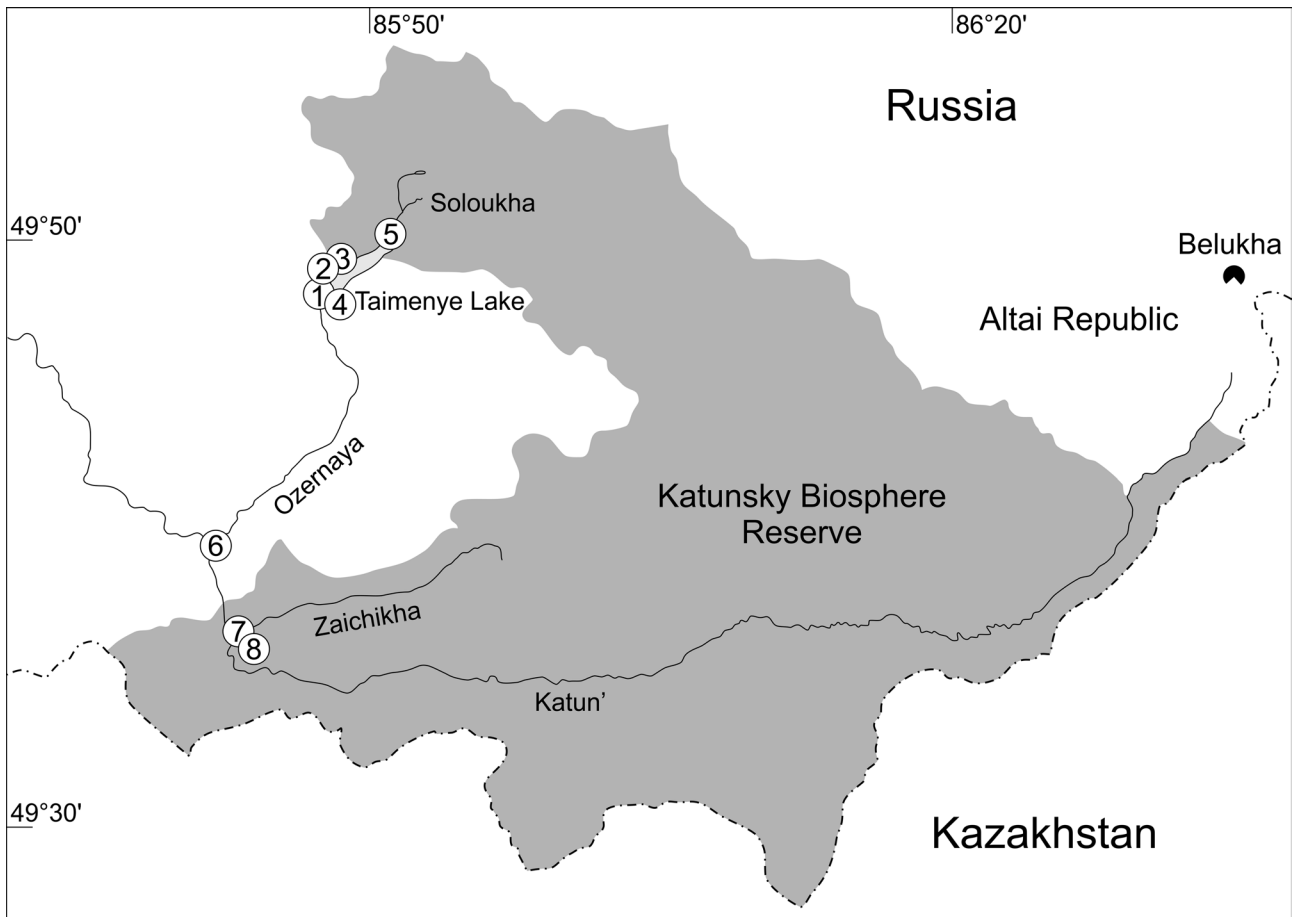 85°50'
86°20'
Russia
Soloukha
49°50'
5
Belukha
3
2
1
4
Taimenye Lake
Altai Republic
Ozernaya
Katunsky Biosphere
Reserve
6
Zaichikha
7
8
Katun’
49°30'
Kazakhstan